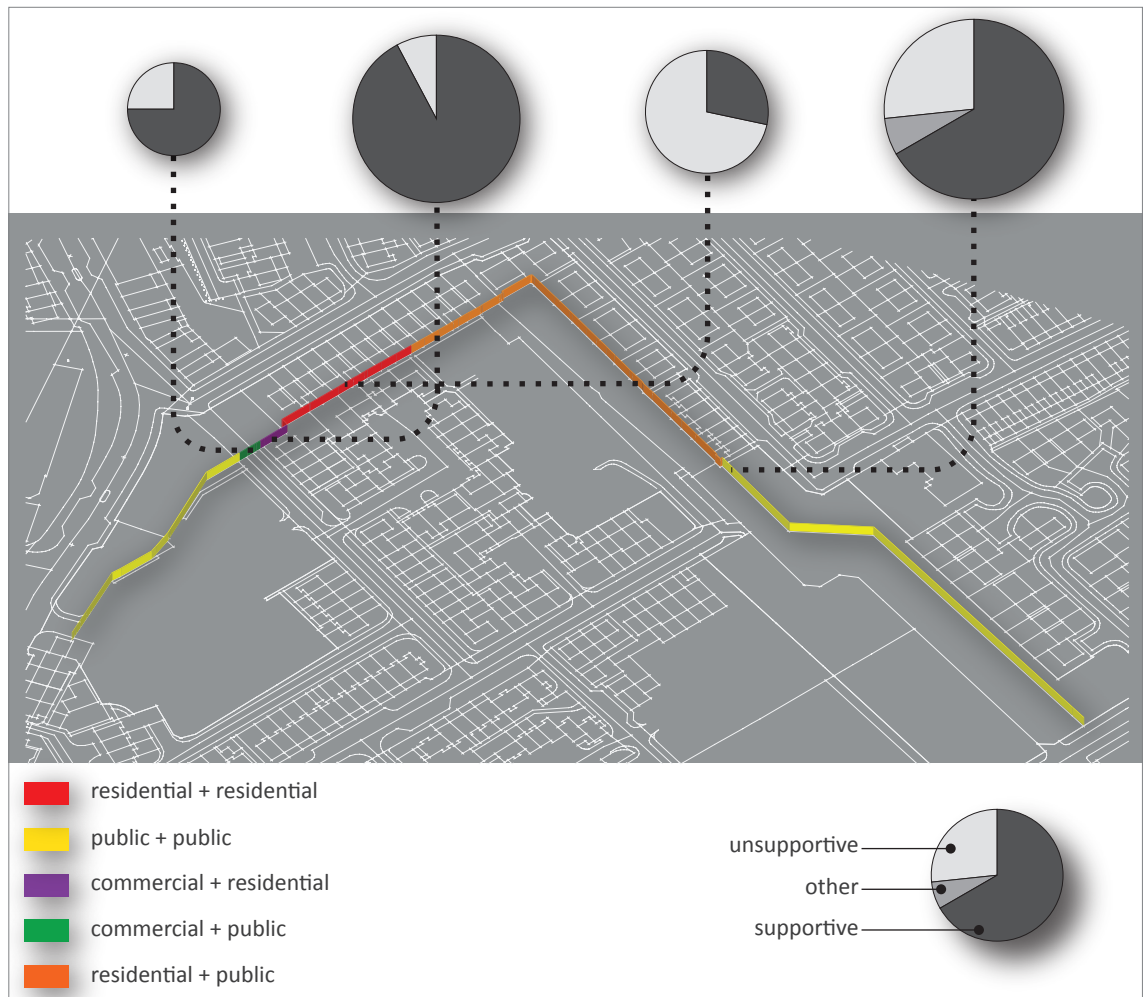 residential + residential
public + public
commercial + residential
commercial + public
residential + public
unsupportive
other
supportive